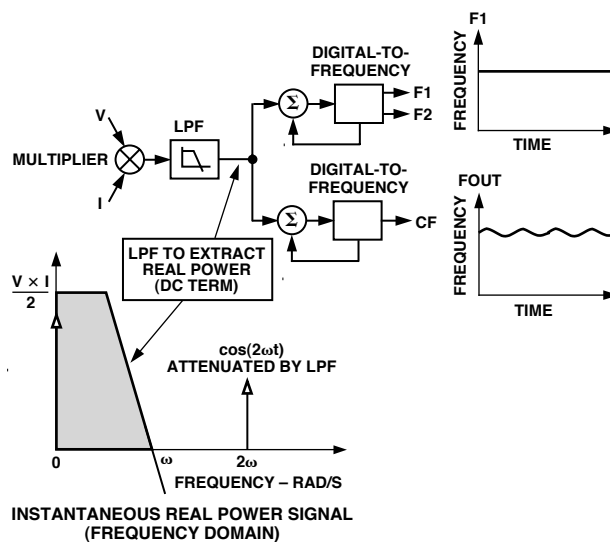 F1
DIGITAL-TO-
FREQUENCY
V
LPF
Σ
F1
F2
FREQUENCY
TIME
MULTIPLIER
I
DIGITAL-TO-
FREQUENCY
FOUT
Σ
CF
LPF TO EXTRACT
REAL POWER
(DC TERM)
FREQUENCY
TIME
V × I
2
cos(2ωt)
ATTENUATED BY LPF
0
ω
2ω
FREQUENCY – RAD/S
INSTANTANEOUS REAL POWER SIGNAL
(FREQUENCY DOMAIN)